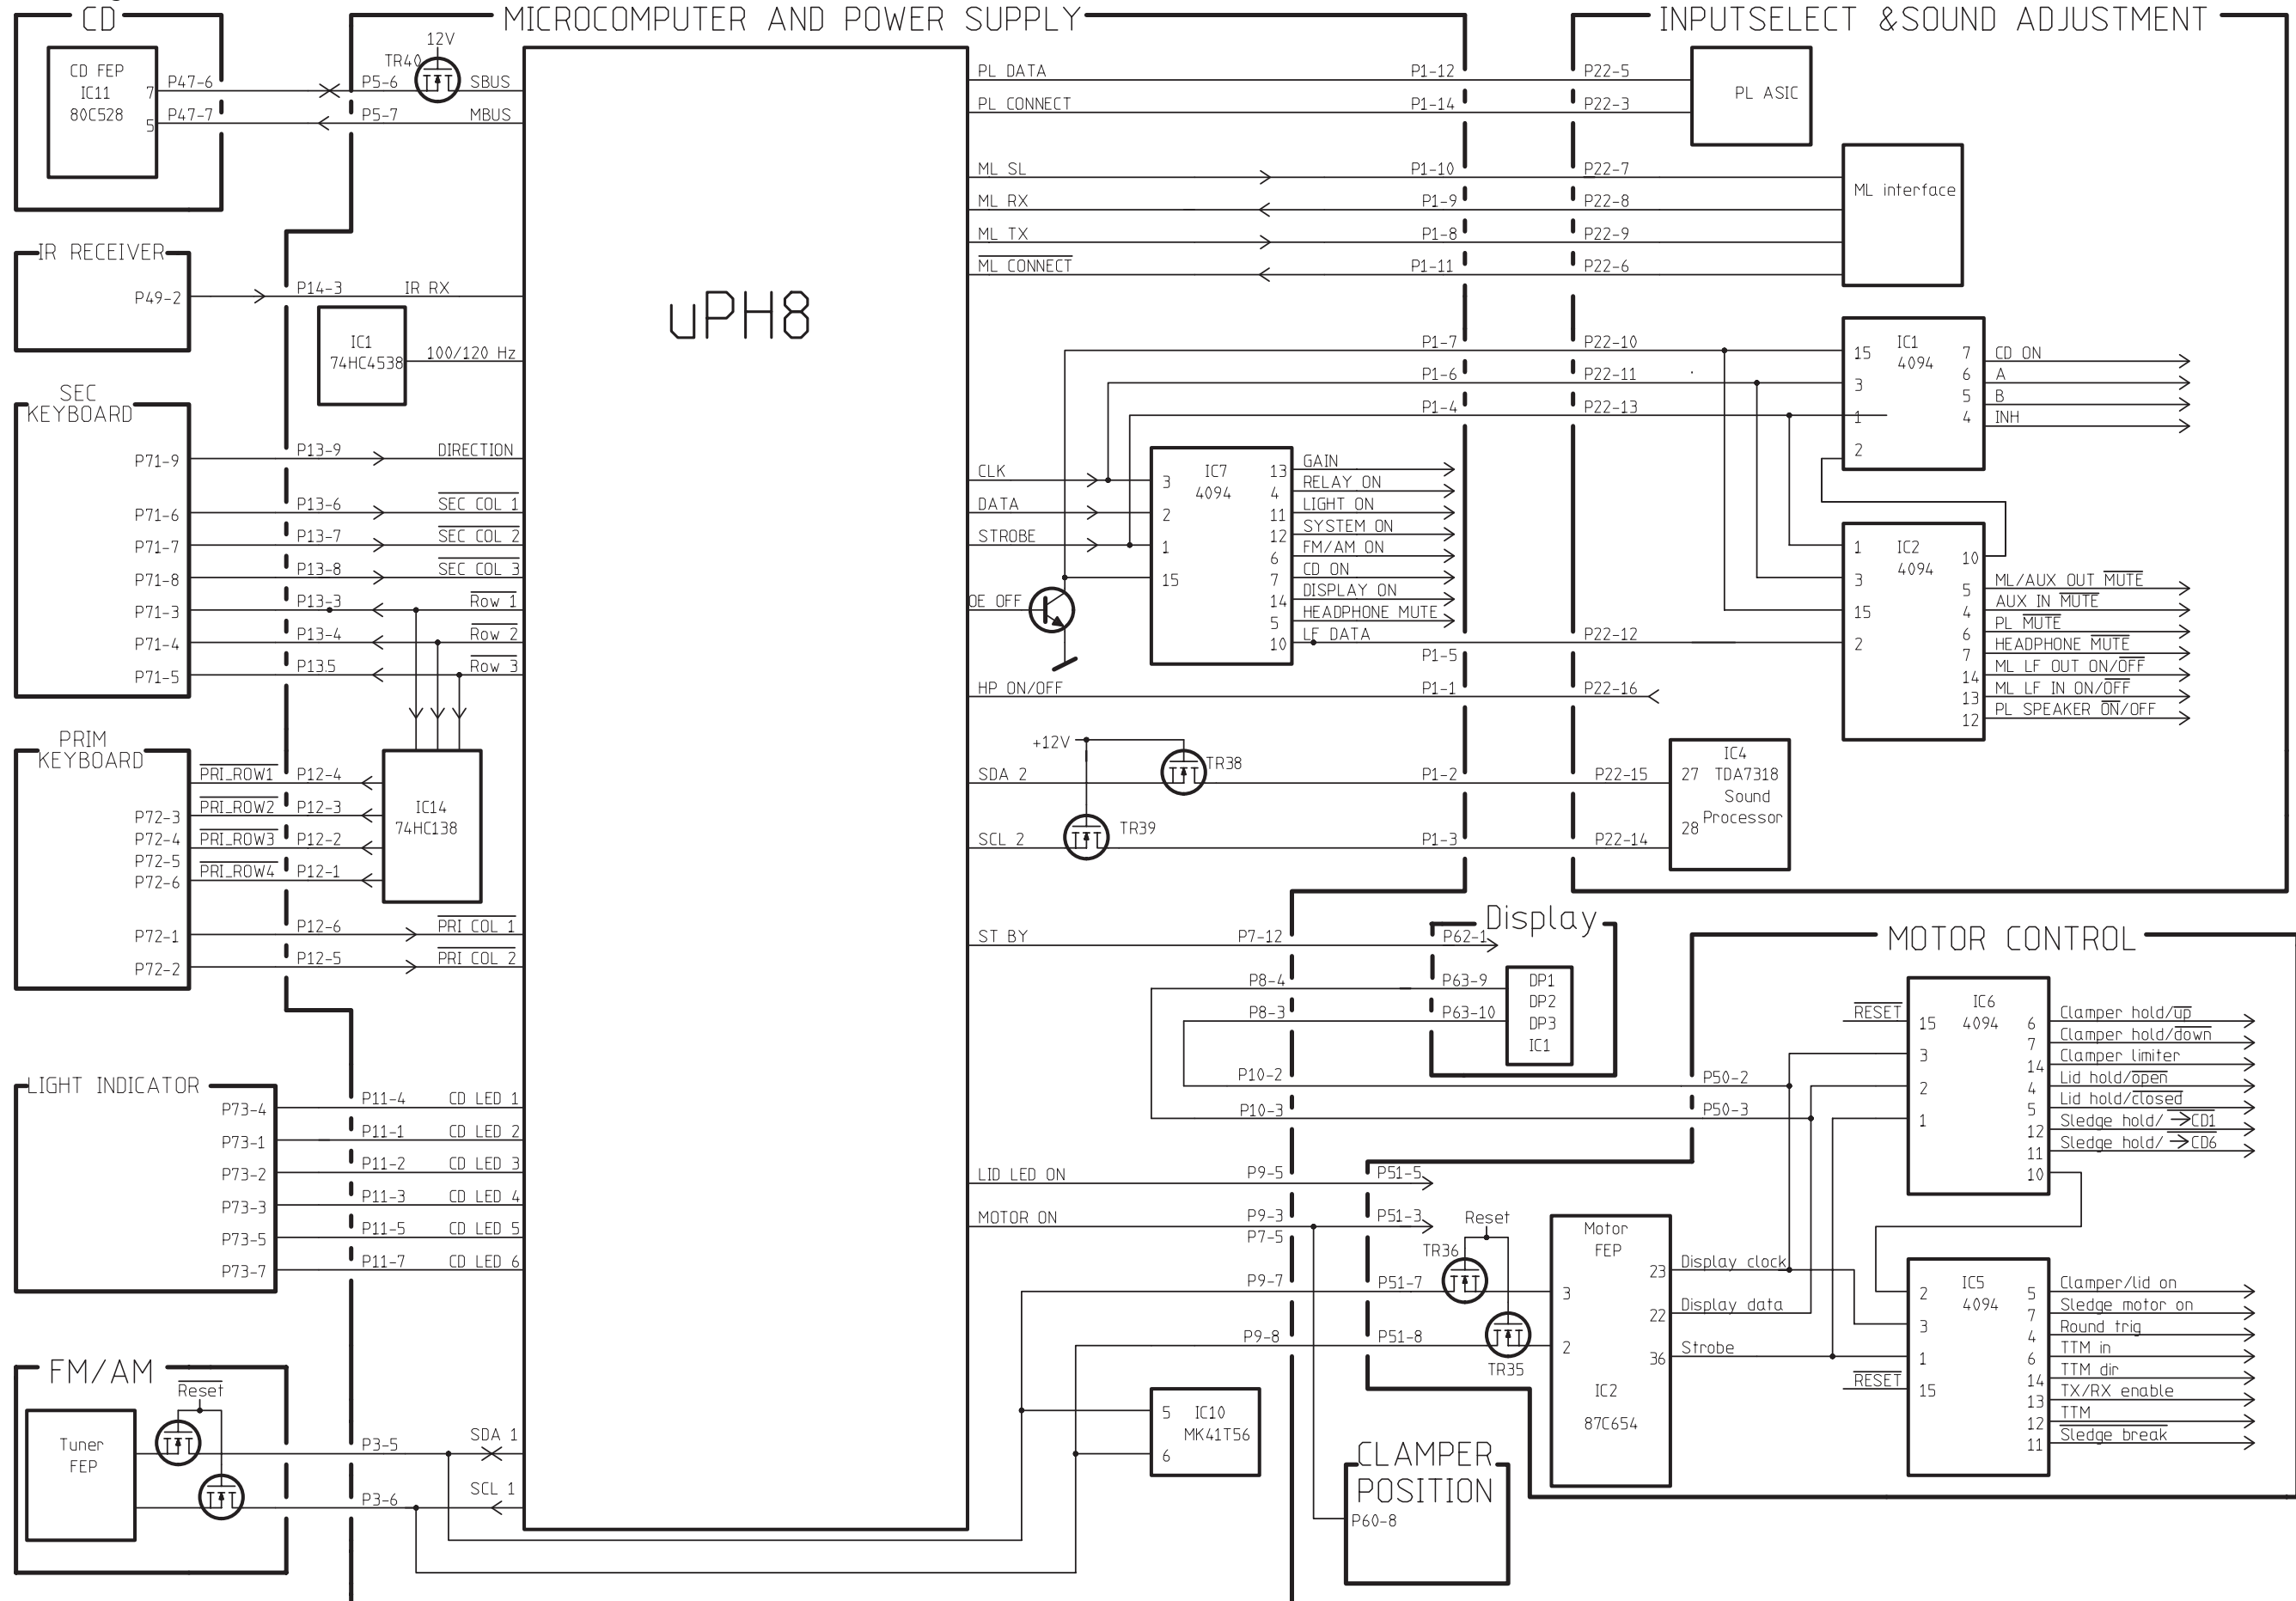 CD
MICROCOMPUTER AND POWER SUPPLY
INPUTSELECT &SOUND ADJUSTMENT
CD FEP
IC11
80C528
7
5
P47-6
P47-7
P5-6
P5-7
12V
TR40
SBUS
MBUS
IR RECEIVER
P49-2
P14-3
IR RX
IC1
74HC4538
100/120 Hz
SEC
KEYBOARD
P71-9
P71-6
P71-7
P71-8
P71-3
P71-4
P71-5
P13-9
P13-6
P13-7
P13-8
P13-3
P13-4
P13.5
DIRECTION
SEC COL 1
SEC COL 2
SEC COL 3
Row 1
Row 2
Row 3
PRIM
KEYBOARD
PRI_ROW1
PRI_ROW2
PRI_ROW3
PRI_ROW4
P12-4
P12-3
P12-2
P12-1
P72-3
P72-4
P72-5
P72-6
P72-1
P72-2
IC14
74HC138
P12-6
P12-5
PRI COL 1
PRI COL 2
LIGHT INDICATOR
P73-4
P73-1
P73-2
P73-3
P73-5
P73-7
P11-4
P11-1
P11-2
P11-3
P11-5
P11-7
CD LED 1
CD LED 2
CD LED 3
CD LED 4
CD LED 5
CD LED 6
FM/AM
Reset
Tuner
FEP
P3-5
P3-6
SDA 1
SCL 1
uPH8
PL DATA
PL CONNECT
P1-12
P1-14
P22-5
P22-3
PL ASIC
ML SL
ML RX
ML TX
ML CONNECT
P1-10
P1-9
P1-8
P1-11
P22-7
P22-8
P22-9
P22-6
ML interface
P1-7
P1-6
P1-4
P22-10
P22-11
P22-13
15
3
1
2
IC1
4094
7
6
5
4
CD ON
A
B
INH
CLK
DATA
STROBE
OE OFF
3
2
1
15
IC7
4094
13
4
11
12
6
7
14
5
10
GAIN
RELAY ON
LIGHT ON
SYSTEM ON
FM/AM ON
CD ON
DISPLAY ON
HEADPHONE MUTE
LF DATA
P1-5
P22-12
1
3
15
2
IC2
4094
10
5
4
6
7
14
13
12
ML/AUX OUT MUTE
AUX IN MUTE
PL MUTE
HEADPHONE MUTE
ML LF OUT ON/OFF
ML LF IN ON/OFF
PL SPEAKER ON/OFF
HP ON/OFF
P1-1
P22-16
+12V
TR38
SDA 2
P1-2
P22-15
TR39
SCL 2
P1-3
P22-14
27
28
IC4
TDA7318
Sound
Processor
ST BY
P7-12
P62-1
Display
P8-4
P8-3
P63-9
P63-10
DP1
DP2
DP3
IC1
P10-2
P10-3
P50-2
P50-3
MOTOR CONTROL
RESET
15
3
2
1
IC6
4094
6
7
14
4
5
12
11
10
Clamper hold/up
Clamper hold/down
Clamper limiter
Lid hold/open
Lid hold/closed
Sledge hold/ →CD1
Sledge hold/ →CD6
LID LED ON
P9-5
P51-5
MOTOR ON
P9-3
P7-5
P51-3
Reset
TR36
P9-7
P51-7
P9-8
P51-8
TR35
Motor
FEP
3
2
23
22
36
IC2
87C654
Display clock
Display data
Strobe
2
3
1
15
RESET
IC5
4094
5
7
4
6
14
13
12
11
Clamper/lid on
Sledge motor on
Round trig
TTM in
TTM dir
TX/RX enable
TTM
Sledge break
5
6
IC10
MK41T56
CLAMPER
POSITION
P60-8